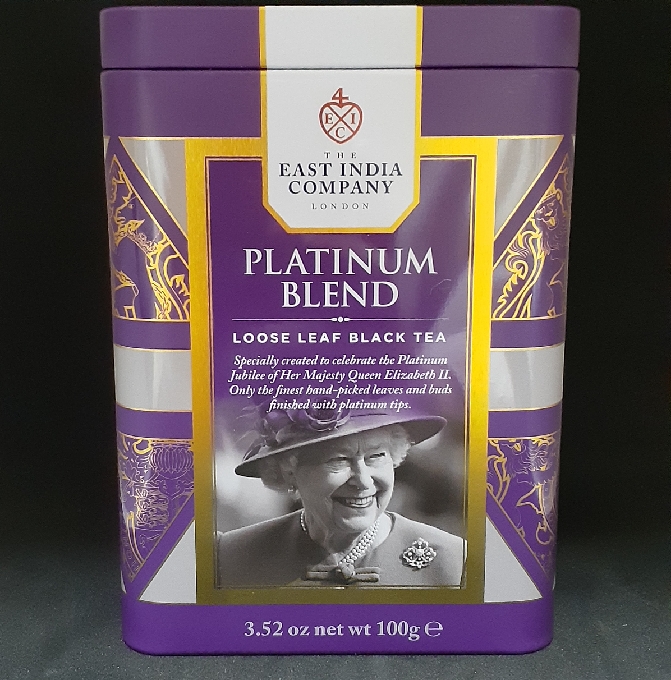 4
E I
C
THE
EAST INDIA
COMPANY
LONDON
PLATINUM
BLEND
LOOSE LEAF BLACK TEA
Specially created to celebrate the Platinum
Jubilee of Her Majesty Queen Elizabeth II.
Only the finest hand-picked leaves and buds
finished with platinum tips.
3.52 oz net wt 100g ℮